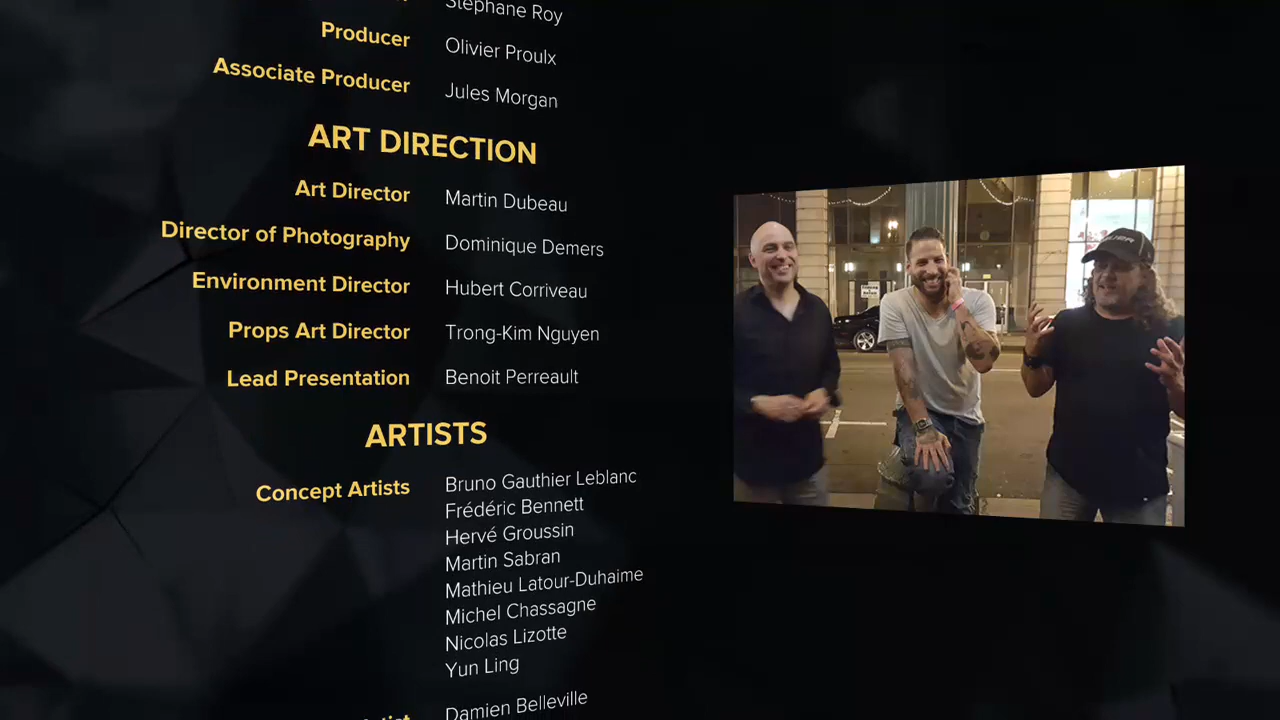 Stéphane Roy
Producer Olivier Proulx
Associate Producer Jules Morgan
ART DIRECTION
Art Director Martin Dubeau
Director of Photography Dominique Demers
Environment Director Hubert Corriveau
Props Art Director Trong-Kim Nguyen
Lead Presentation Benoit Perreault
ARTISTS
Concept Artists Bruno Gauthier Leblanc
Frédéric Bennett
Hervé Groussin
Martin Sabran
Mathieu Latour-Duhaime
Michel Chassagne
Nicolas Lizotte
Yun Ling
Artist Damien Belleville